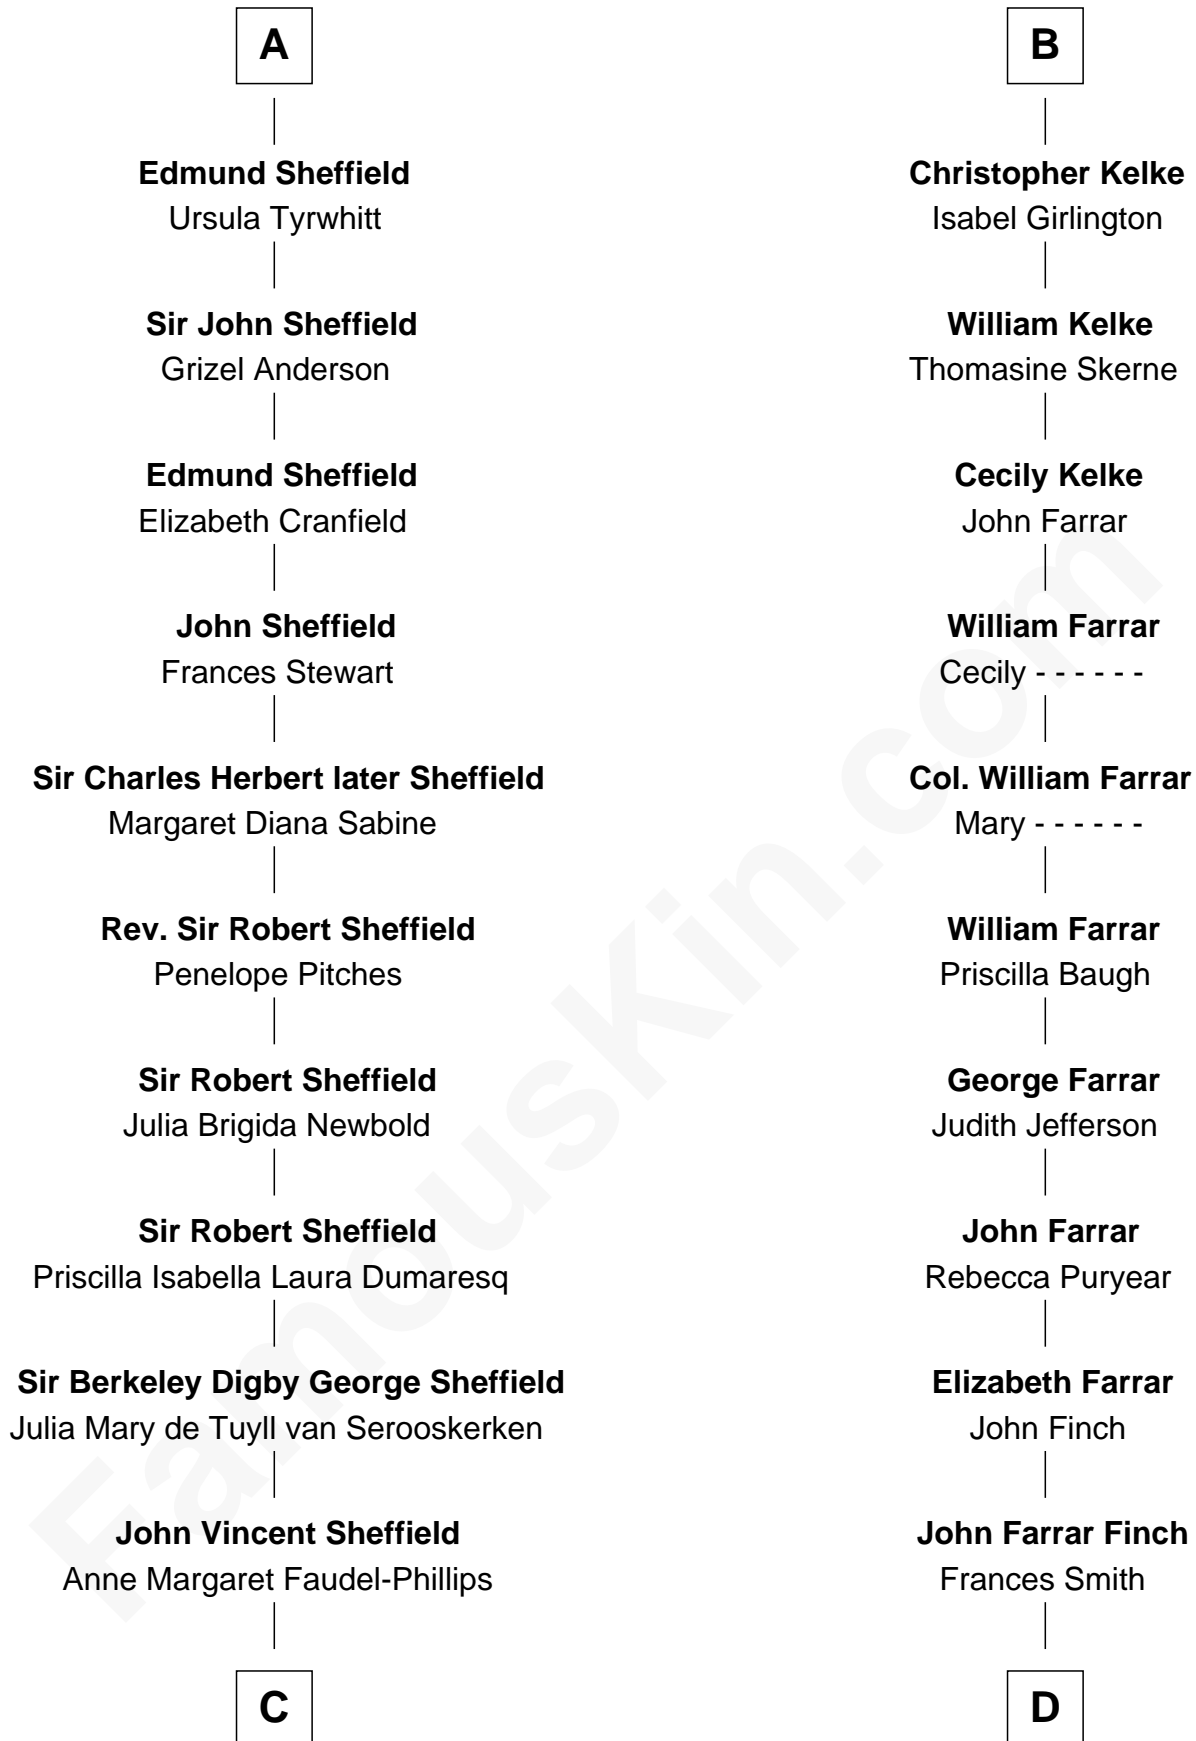 A
Edmund Sheffield
Ursula Tyrwhitt
Sir John Sheffield
Grizel Anderson
Edmund Sheffield
Elizabeth Cranfield
John Sheffield
Frances Stewart
Sir Charles Herbert later Sheffield
Margaret Diana Sabine
Rev. Sir Robert Sheffield
Penelope Pitches
Sir Robert Sheffield
Julia Brigida Newbold
Sir Robert Sheffield
Priscilla Isabella Laura Dumaresq
Sir Berkeley Digby George Sheffield
Julia Mary de Tuyll van Serooskerken
John Vincent Sheffield
Anne Margaret Faudel-Phillips
C
B
Christopher Kelke
Isabel Girlington
William Kelke
Thomasine Skerne
Cecily Kelke
John Farrar
William Farrar
Cecily - - - - - -
Col. William Farrar
Mary - - - - - -
William Farrar
Priscilla Baugh
George Farrar
Judith Jefferson
John Farrar
Rebecca Puryear
Elizabeth Farrar
John Finch
John Farrar Finch
Frances Smith
D
FamousKin.com